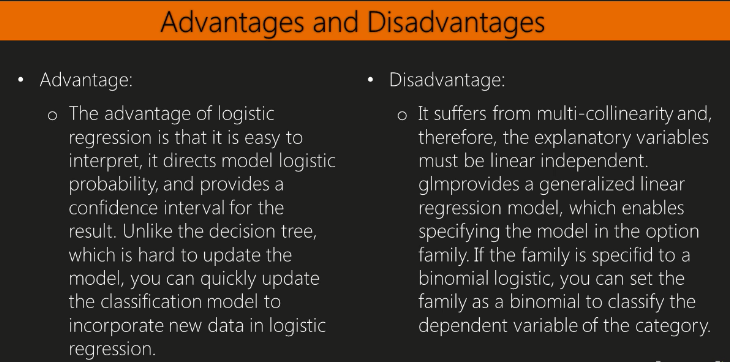 Advantages and Disadvantages
• Advantage:
o The advantage of logistic
regression is that it is easy to
interpret, it directs model logistic
probability, and provides a
confidence interval for the
result. Unlike the decision tree,
which is hard to update the
model, you can quickly update
the classification model to
incorporate new data in logistic
regression.
• Disadvantage:
o It suffers from multi-collinearity and,
therefore, the explanatory variables
must be linear independent.
glmprovides a generalized linear
regression model, which enables
specifying the model in the option
family. If the family is specifid to a
binomial logistic, you can set the
family as a binomial to classify the
dependent variable of the category.